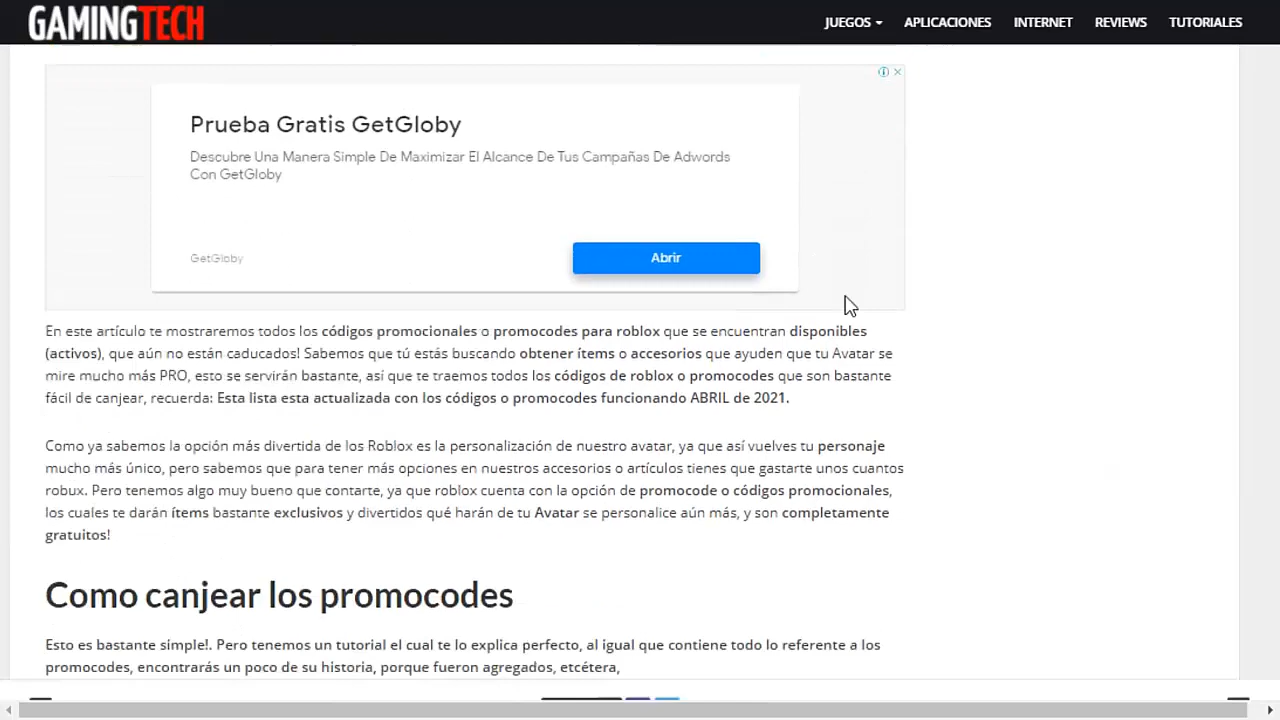 GAMINGTECH
JUEGOS APLICACIONES INTERNET REVIEWS TUTORIALES
Prueba Gratis GetGloby
Descubre Una Manera Simple De Maximizar El Alcance De Tus Campañas De Adwords
Con GetGloby
GetGloby
Abrir
En este artículo te mostraremos todos los códigos promocionales o promocodes para roblox que se encuentran disponibles
(activos), que aún no están caducados! Sabemos que tú estás buscando obtener ítems o accesorios que ayuden que tu Avatar se
mire mucho más PRO, esto se servirán bastante, así que te traemos todos los códigos de roblox o promocodes que son bastante
fácil de canjear, recuerda: Esta lista esta actualizada con los códigos o promocodes funcionando ABRIL de 2021.
Como ya sabemos la opción más divertida de los Roblox es la personalización de nuestro avatar, ya que así vuelves tu personaje
mucho más único, pero sabemos que para tener más opciones en nuestros accesorios o artículos tienes que gastarte unos cuantos
robux. Pero tenemos algo muy bueno que contarte, ya que roblox cuenta con la opción de promocode o códigos promocionales,
los cuales te darán ítems bastante exclusivos y divertidos qué harán de tu Avatar se personalice aún más, y son completamente
gratuitos!
Como canjear los promocodes
Esto es bastante símple!. Pero tenemos un tutorial el cual te lo explica perfecto, al igual que contiene todo lo referente a los
promocodes, encontrarás un poco de su historia, porque fueron agregados, etcétera,